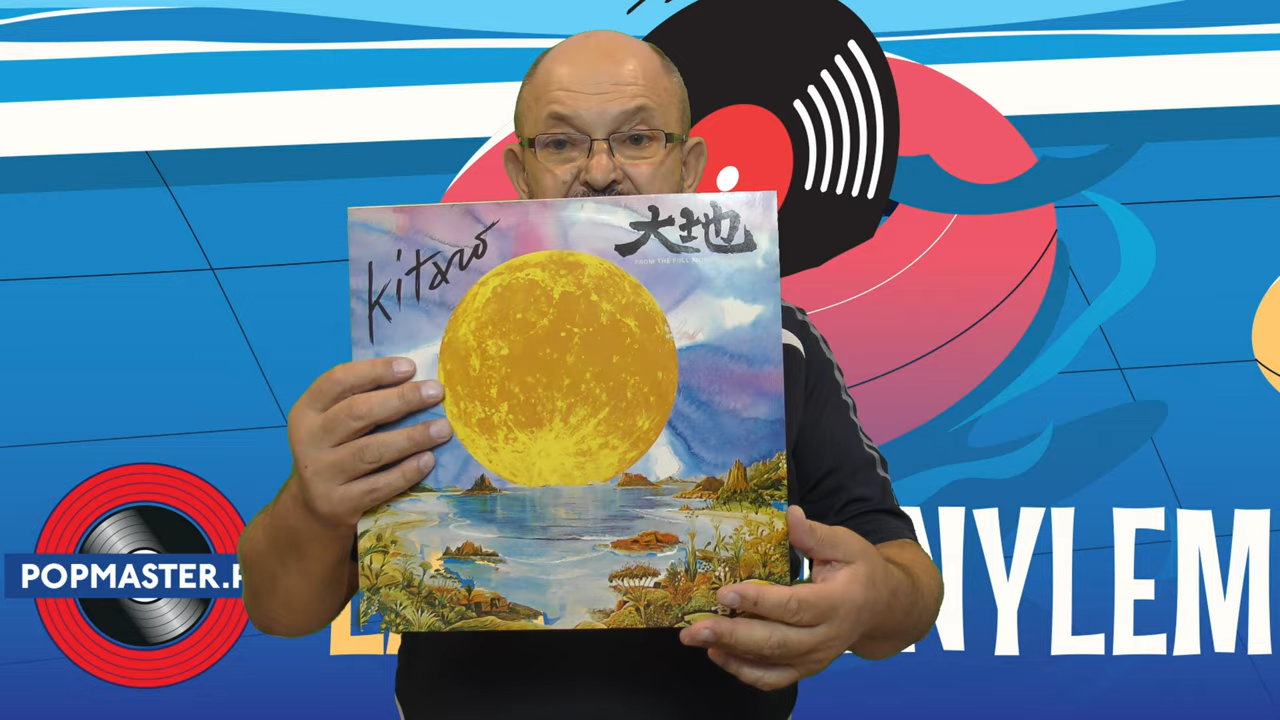 kitaro
大地
FROM THE FULL
POPMASTER.
NYLEM